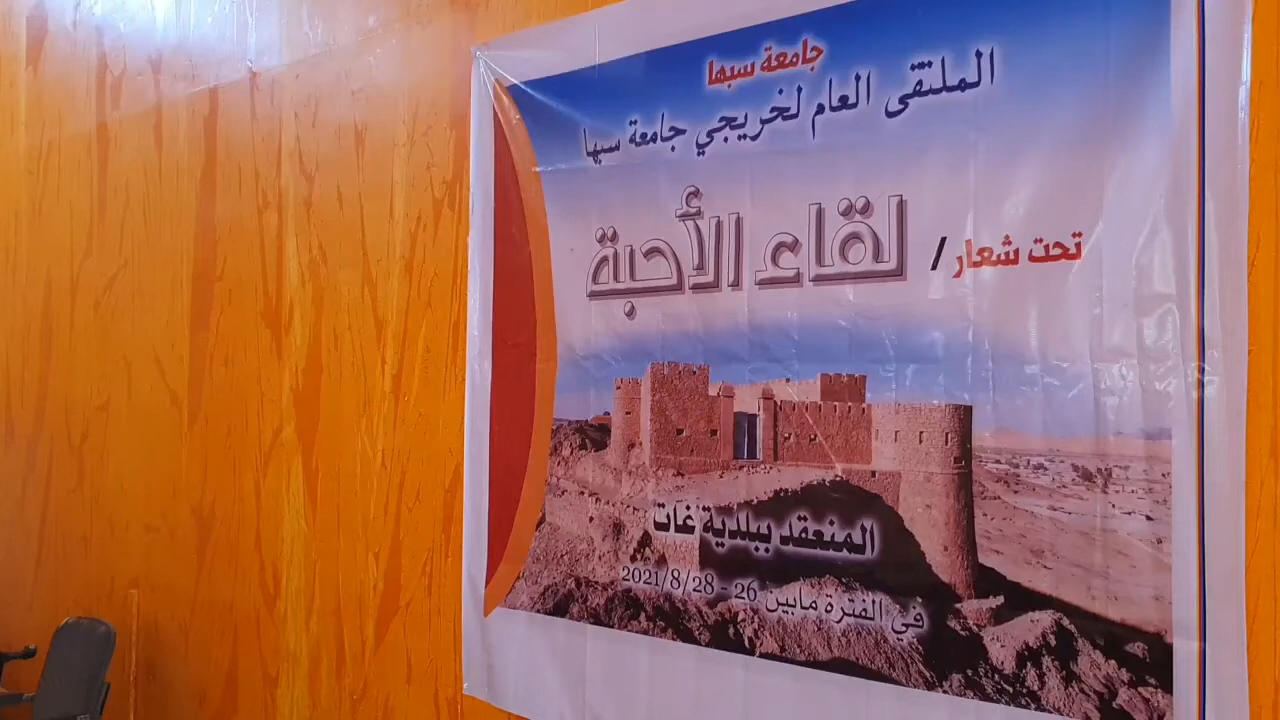 جامعة سبها
الملتقى العام لخريجي جامعة سبها
تحت شعار / لقاء الأحبة
المنعقد ببلدية غات
في الفترة مابين 26 - 2021/8/28